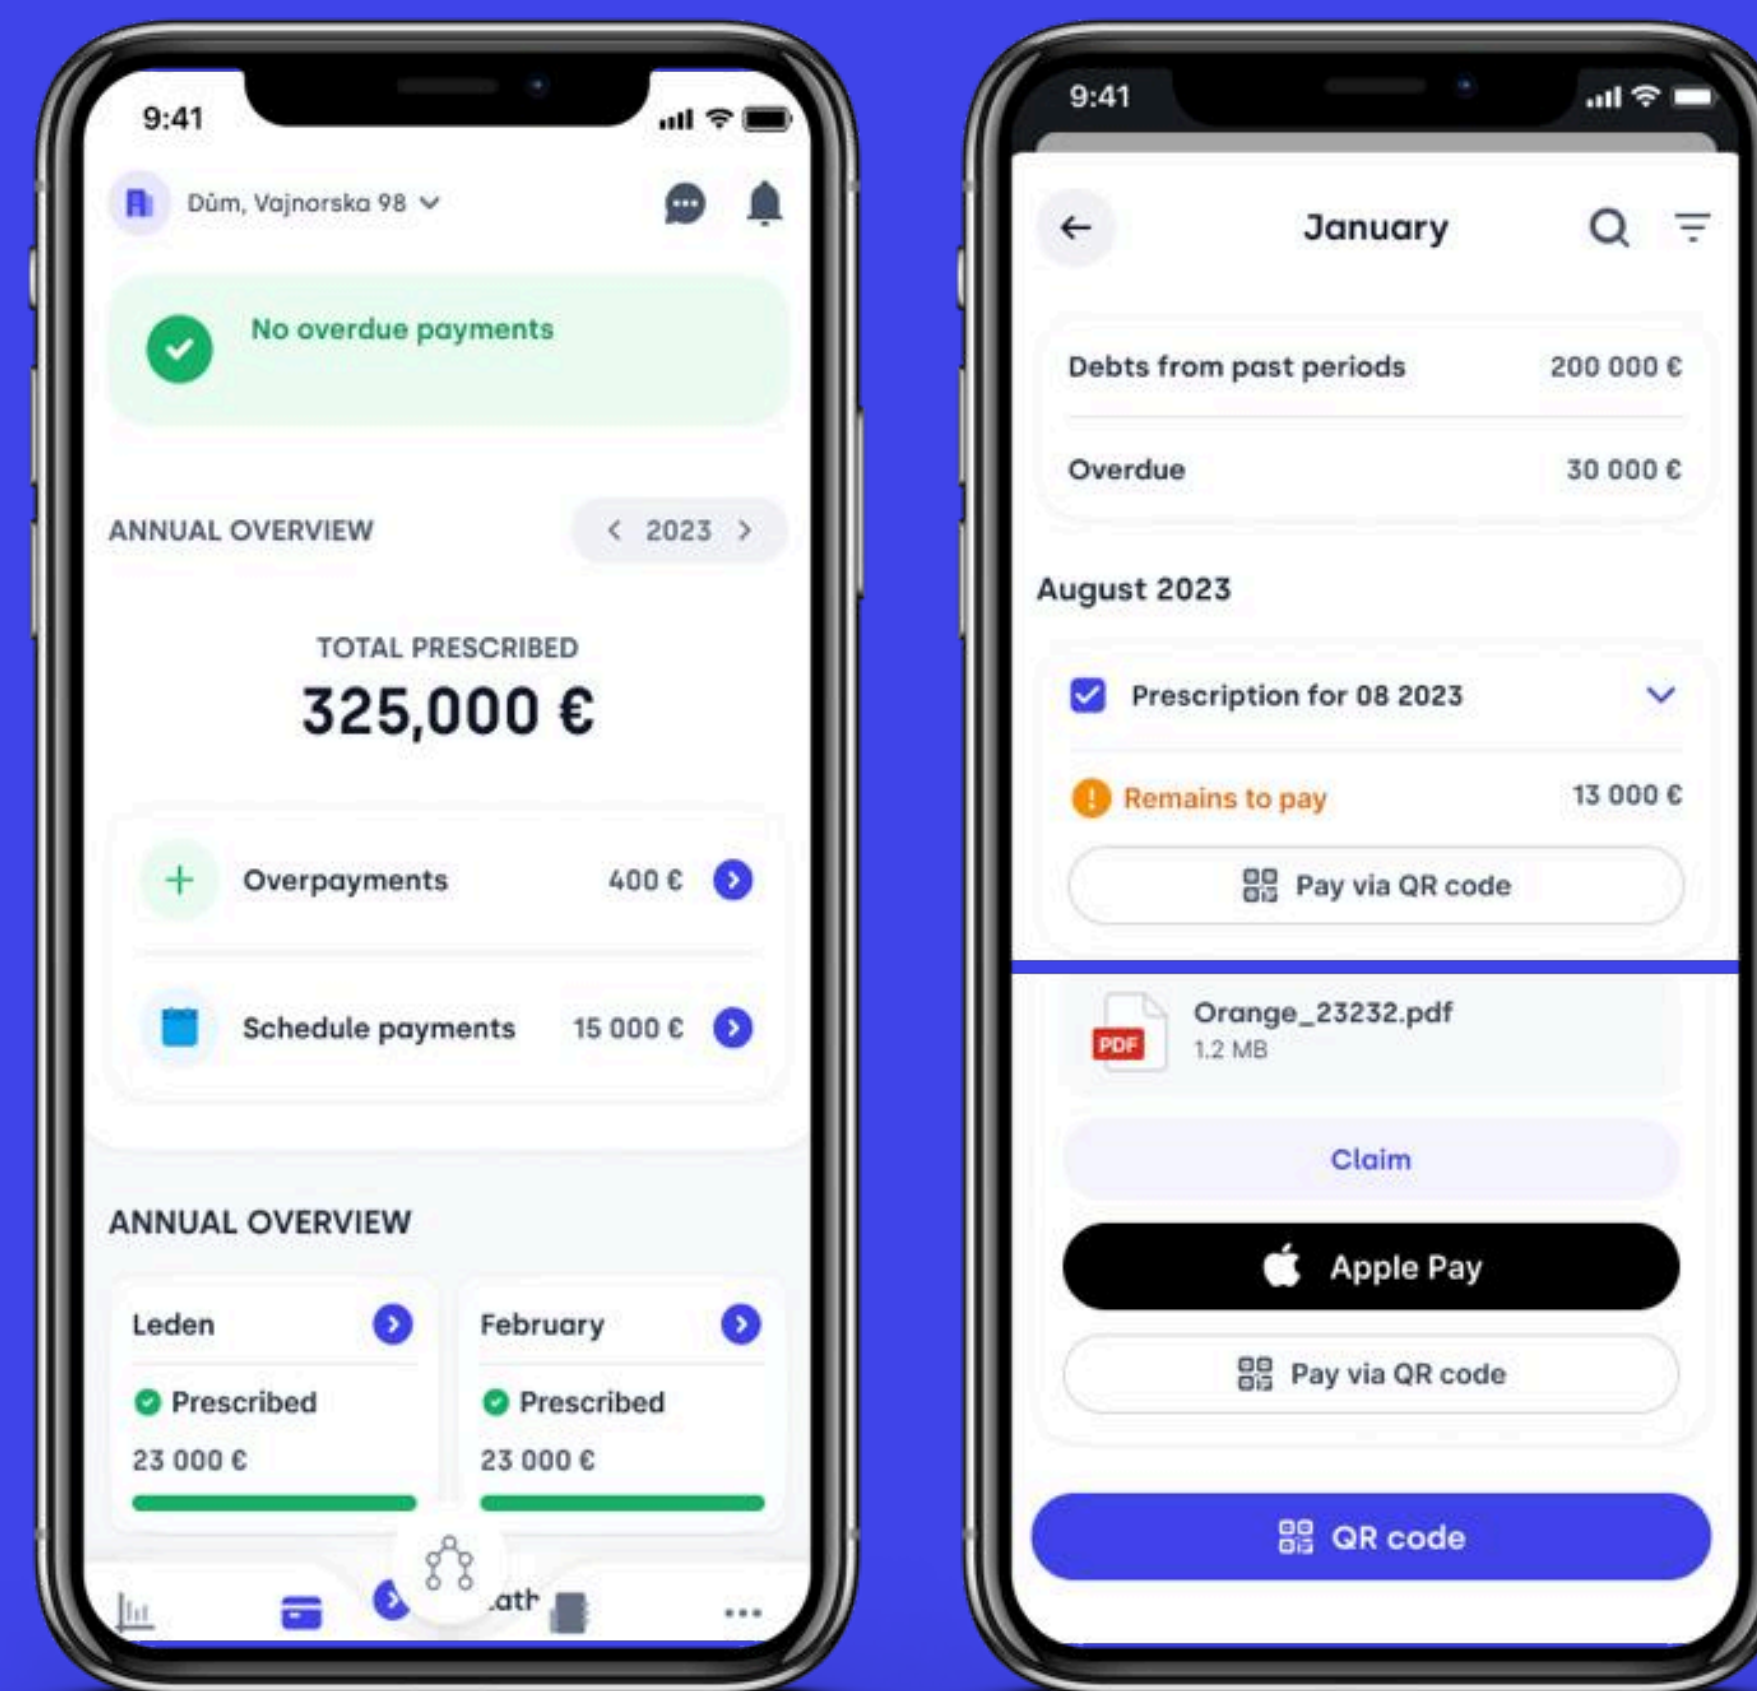 9:41
Dům, Vajnorska 98
No overdue payments
ANNUAL OVERVIEW
< 2023 >
TOTAL PRESCRIBED
325,000 €
Overpayments 400 €
Schedule payments 15 000 €
ANNUAL OVERVIEW
Leden
Prescribed
23 000 €
February
Prescribed
23 000 €
9:41
January
Debts from past periods 200 000 €
Overdue 30 000 €
August 2023
Prescription for 08 2023
Remains to pay 13 000 €
Pay via QR code
PDF
Orange_23232.pdf
1.2 MB
Claim
Apple Pay
Pay via QR code
QR code